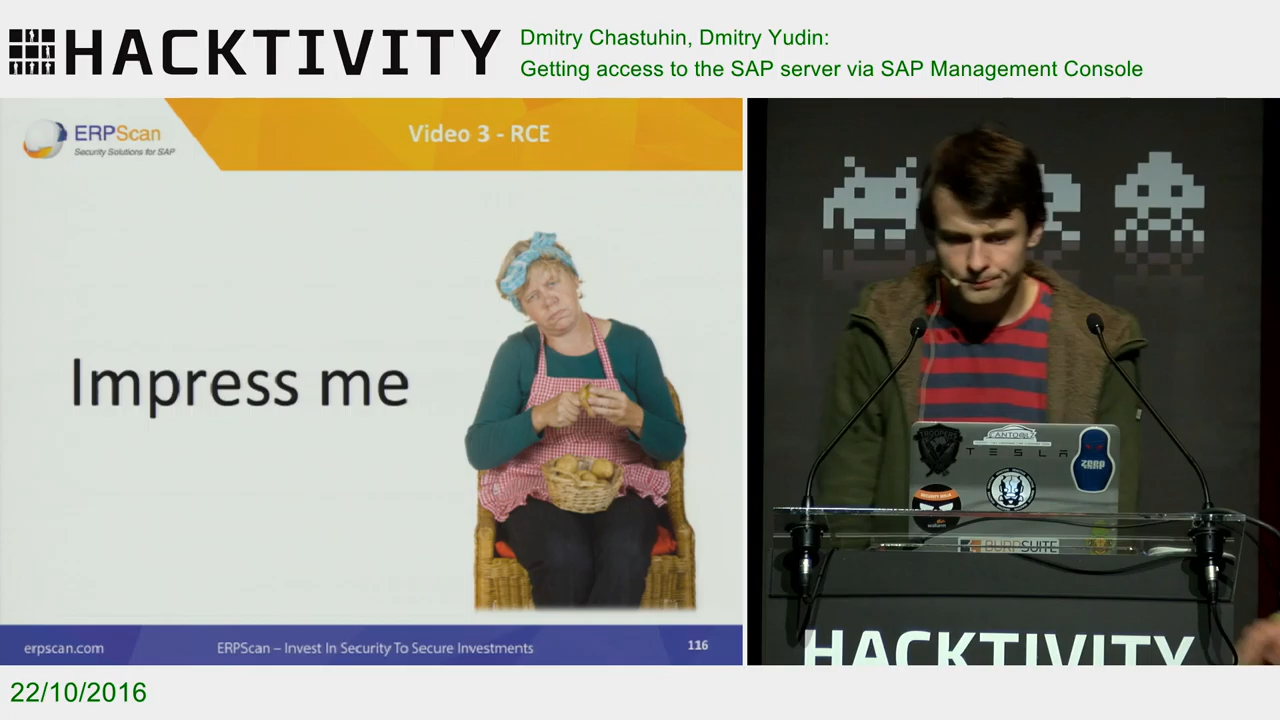 HACKTIVITY
Dmitry Chastuhin, Dmitry Yudin:
Getting access to the SAP server via SAP Management Console
ERPScan
Security Solutions for SAP
Video 3 - RCE
Impress me
erpscan.com
ERPScan – Invest In Security To Secure Investments
116
TESLA
BURPSUITE
HACKTIVITY
22/10/2016